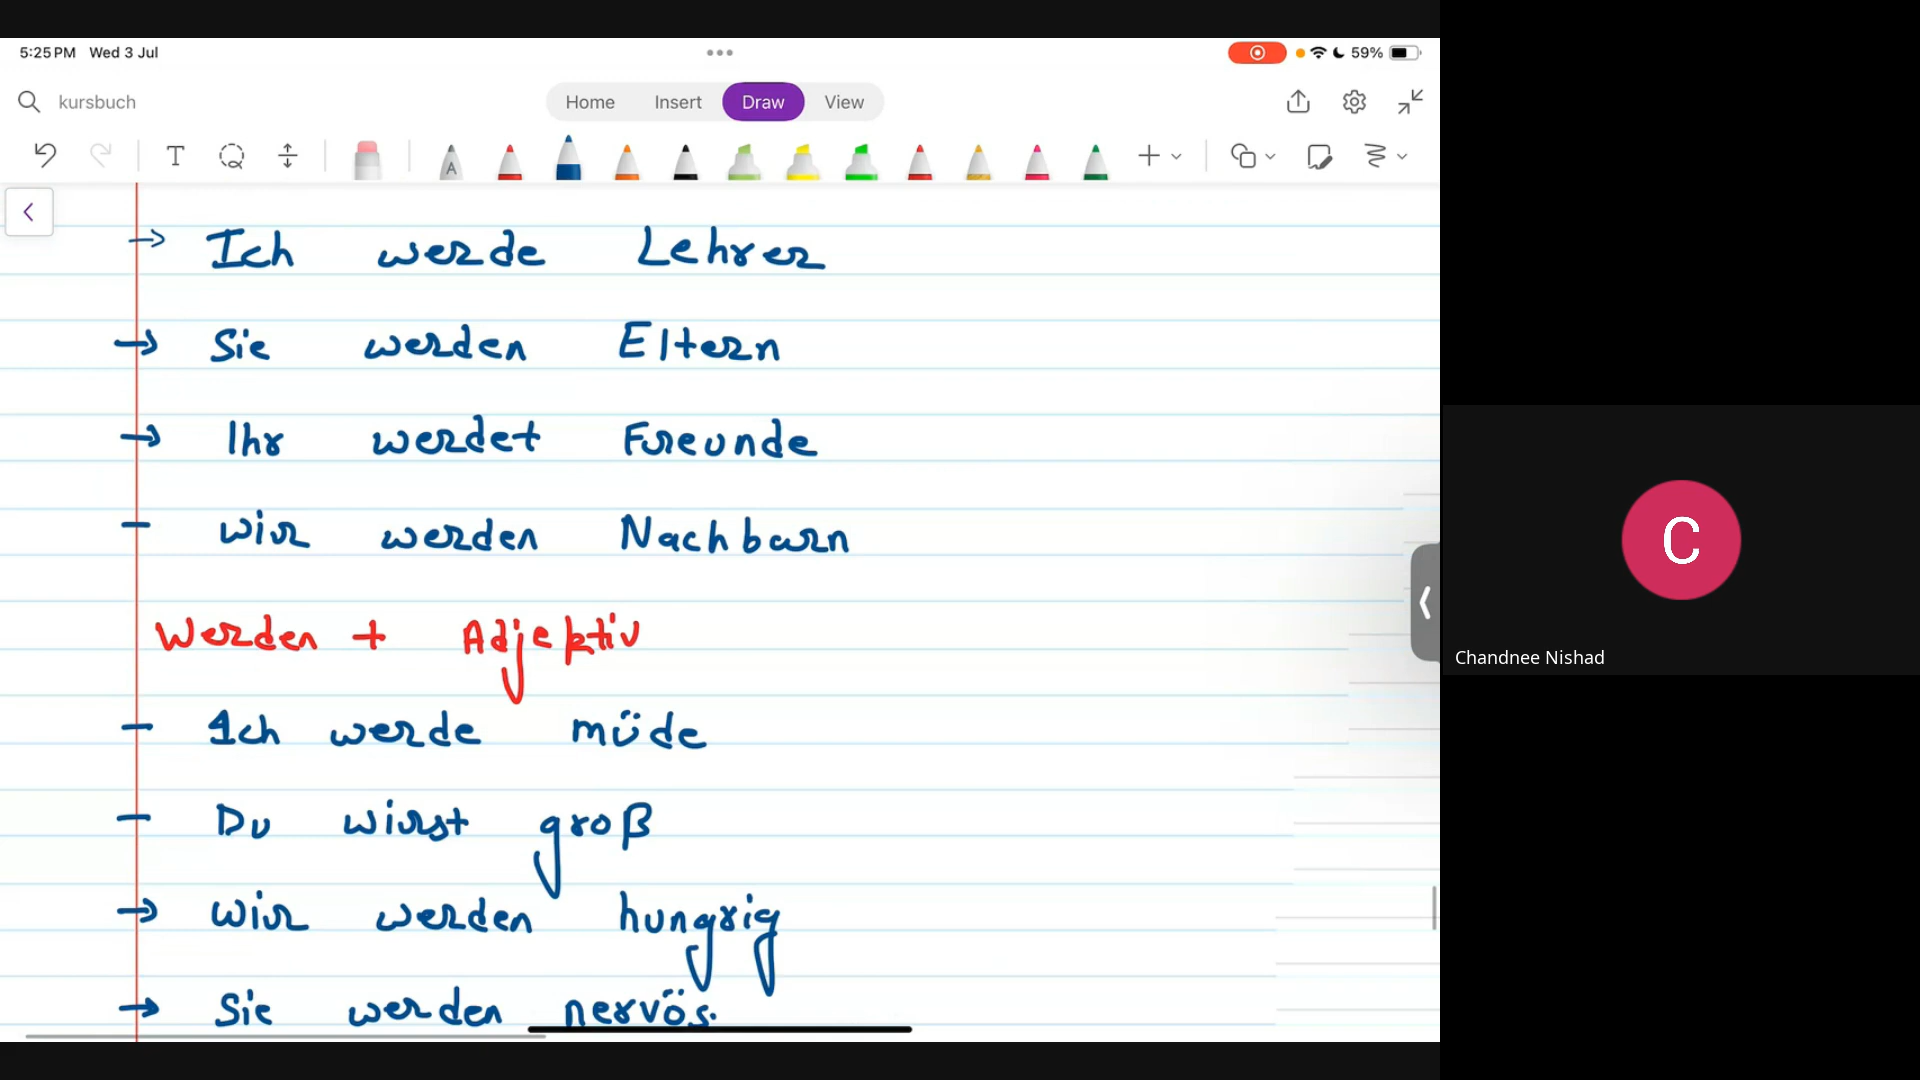 5:25 PM Wed 3 Jul 59%
kursbuch Home Insert Draw View
T A
→ Ich werde Lehrer
→ Sie werden Eltern
→ Ihr werdet Freunde
- wir werden Nachbarn
Werden + Adjektiv
- Ich werde müde
- Du wirst groß
→ wir werden hungrig
→ Sie werden nervös.
C
Chandnee Nishad